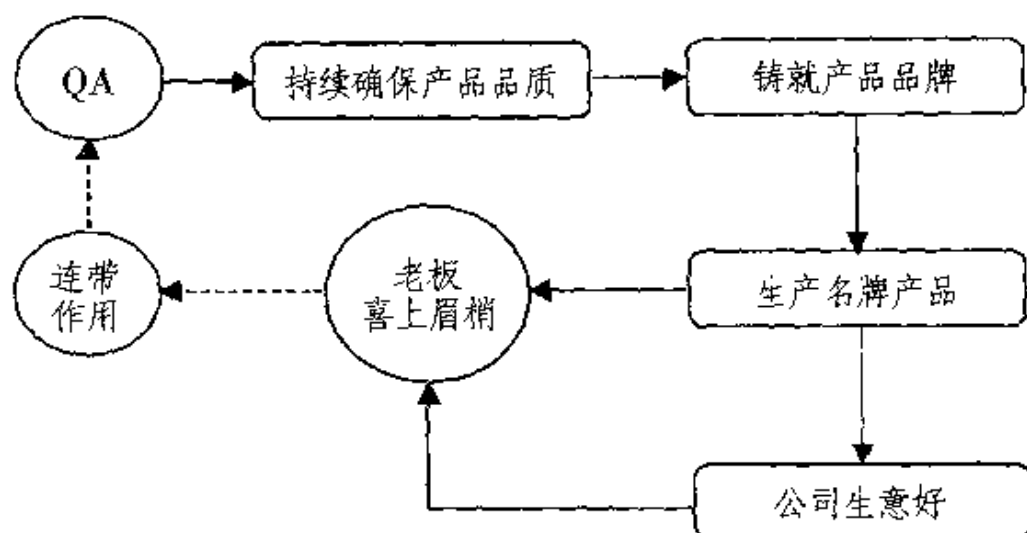 QA
持续确保产品品质
铸就产品品牌
连带
作用
老板
喜上眉梢
生产名牌产品
公司生意好